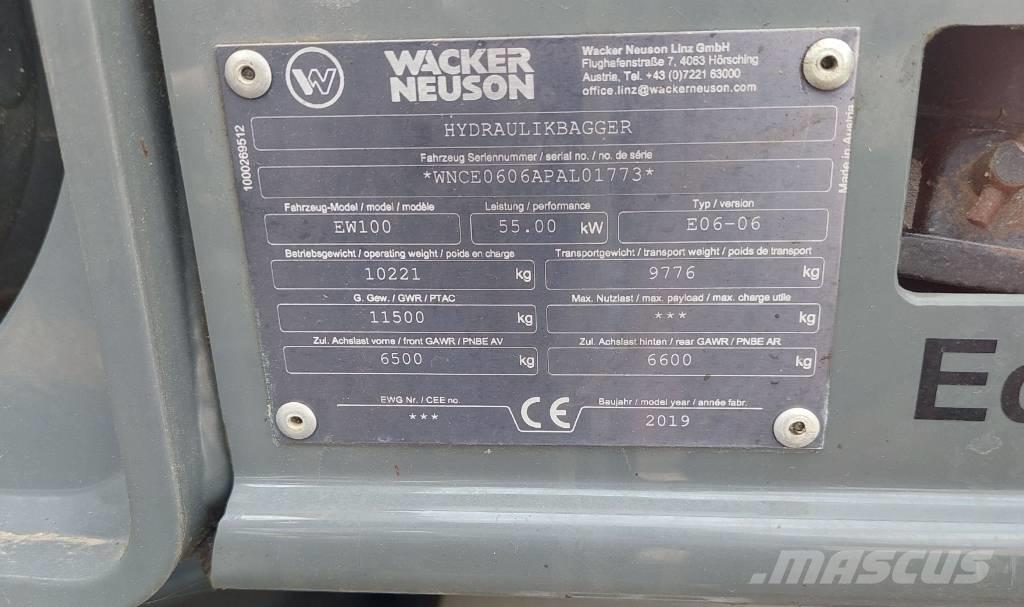 WACKER
NEUSON
Wacker Neuson Linz GmbH
Flughafenstraße 7, 4063 Hörsching
Austria, Tel. +43 (0)7221 63000
office.linz@wackerneuson.com
1000269512
Made in Austria
HYDRAULIKBAGGER
Fahrzeug Seriennummer / serial no. / no. de série
*WNCE0606APAL01773*
Fahrzeug-Model / model / modèle Leistung / performance Typ / version
EW100 55.00 kW E06-06
Betriebsgewicht / operating weight / poids en charge Transportgewicht / transport weight / poids de transport
10221 kg 9776 kg
G. Gew. / GWR / PTAC Max. Nutzlast / max. payload / max. charge utile
11500 kg *** kg
Zul. Achslast vorne / front GAWR / PNBE AV Zul. Achslast hinten / rear GAWR / PNBE AR
6500 kg 6600 kg
EWG Nr. / CEE no. CE Baujahr / model year / année fabr.
*** 2019
Ec
MASCUS